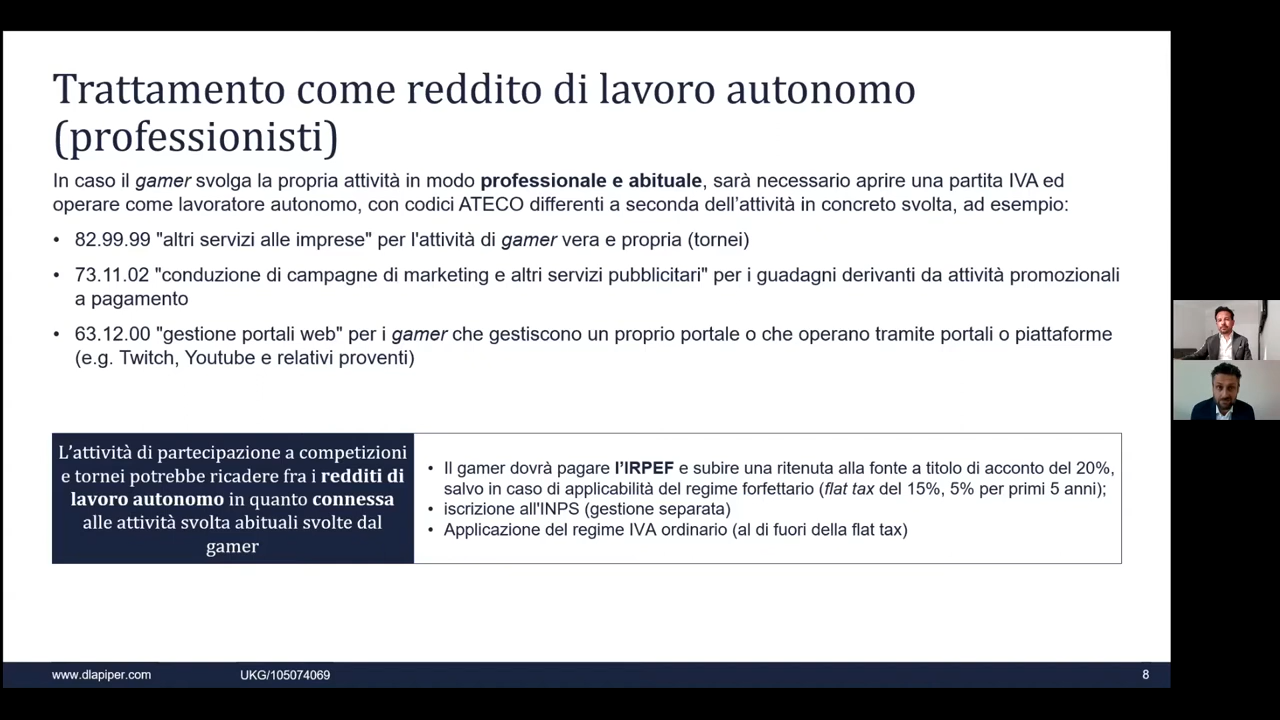 Trattamento come reddito di lavoro autonomo
(professionisti)
In caso il gamer svolga la propria attività in modo professionale e abituale, sarà necessario aprire una partita IVA ed
operare come lavoratore autonomo, con codici ATECO differenti a seconda dell'attività in concreto svolta, ad esempio:
• 82.99.99 "altri servizi alle imprese" per l'attività di gamer vera e propria (tornei)
• 73.11.02 "conduzione di campagne di marketing e altri servizi pubblicitari" per i guadagni derivanti da attività promozionali
a pagamento
• 63.12.00 "gestione portali web" per i gamer che gestiscono un proprio portale o che operano tramite portali o piattaforme
(e.g. Twitch, Youtube e relativi proventi)
L'attività di partecipazione a competizioni
e tornei potrebbe ricadere fra i redditi di
lavoro autonomo in quanto connessa
alle attività svolta abituali svolte dal
gamer
• Il gamer dovrà pagare l'IRPEF e subire una ritenuta alla fonte a titolo di acconto del 20%,
salvo in caso di applicabilità del regime forfettario (flat tax del 15%, 5% per primi 5 anni);
• iscrizione all'INPS (gestione separata)
• Applicazione del regime IVA ordinario (al di fuori della flat tax)
www.dlapiper.com
UKG/105074069
8